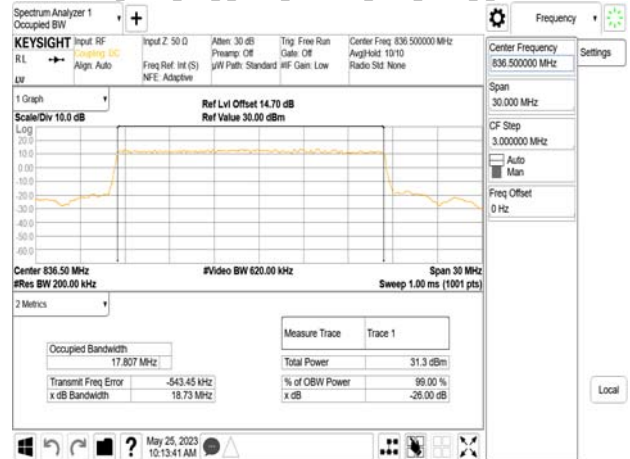 Spectrum Analyzer 1
Occupied BW
Frequency
KEYSIGHT
Input: RF
Coupling: DC
Align: Auto
Input Z: 50 Ω
Freq Ref: Int (S)
NFE: Adaptive
Atten: 30 dB
Preamp: Off
µW Path: Standard
Trig: Free Run
Gate: Off
#IF Gain: Low
Center Freq: 836.500000 MHz
Avg|Hold: 10/10
Radio Std: None
RL
Center Frequency
836.500000 MHz
Settings
Span
30.000 MHz
CF Step
3.000000 MHz
Auto
Man
Freq Offset
0 Hz
Local
1 Graph
Scale/Div 10.0 dB
Ref Lvl Offset 14.70 dB
Ref Value 30.00 dBm
Log
20.0
10.0
0.00
-10.0
-20.0
-30.0
-40.0
-50.0
-60.0
Center 836.50 MHz
#Video BW 620.00 kHz
Span 30 MHz
#Res BW 200.00 kHz
Sweep 1.00 ms (1001 pts)
2 Metrics
Occupied Bandwidth
17.807 MHz
Transmit Freq Error -543.45 kHz
x dB Bandwidth 18.73 MHz
Measure Trace Trace 1
Total Power 31.3 dBm
% of OBW Power 99.00 %
x dB -26.00 dB
May 25, 2023
10:13:41 AM